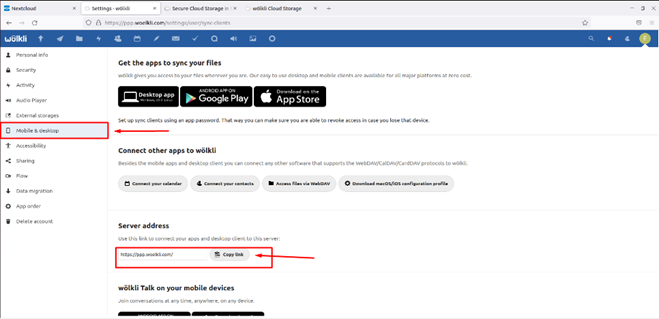 Nextcloud
Settings - wölkli
Secure Cloud Storage in
wölkli Cloud Storage
https://ppp.woelkli.com/settings/user/sync-clients
wölkli
Personal info
Security
Activity
Audio Player
External storages
Mobile & desktop
Accessibility
Sharing
Flow
Data migration
App order
Delete account
Get the apps to sync your files
wölkli gives you access to your files wherever you are. Our easy to use desktop and Mobile clients are available for all major platforms at zero cost.
Desktop app
GET IT ON
Google Play
Download on the
App Store
Set up sync clients using an app password. That way you can make sure you are able to revoke access in case you lose that device.
Connect other apps to wölkli
Besides the mobile apps and desktop client you can connect any other software that supports the WebDAV/CalDAV/CardDAV protocols to wölkli.
Connect your calendar
Connect your contacts
Access files via WebDAV
Download macOS/iOS configuration profile
Server address
Use this link to connect your apps and desktop client to this server:
https://ppp.woelkli.com/
Copy link
wölkli Talk on your mobile devices
Join conversations at any time, anywhere, on any device.